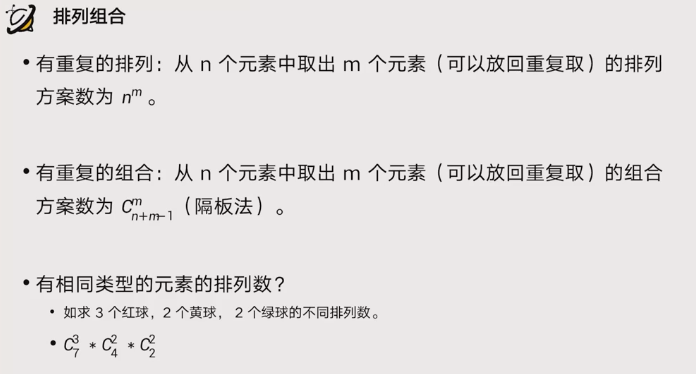 排列组合
• 有重复的排列：从 n 个元素中取出 m 个元素（可以放回重复取）的排列
方案数为 n^m 。
• 有重复的组合：从 n 个元素中取出 m 个元素（可以放回重复取）的组合
方案数为 C_{n+m-1}^m（隔板法）。
• 有相同类型的元素的排列数？
• 如求 3 个红球，2 个黄球， 2 个绿球的不同排列数。
• C_7^3 * C_4^2 * C_2^2